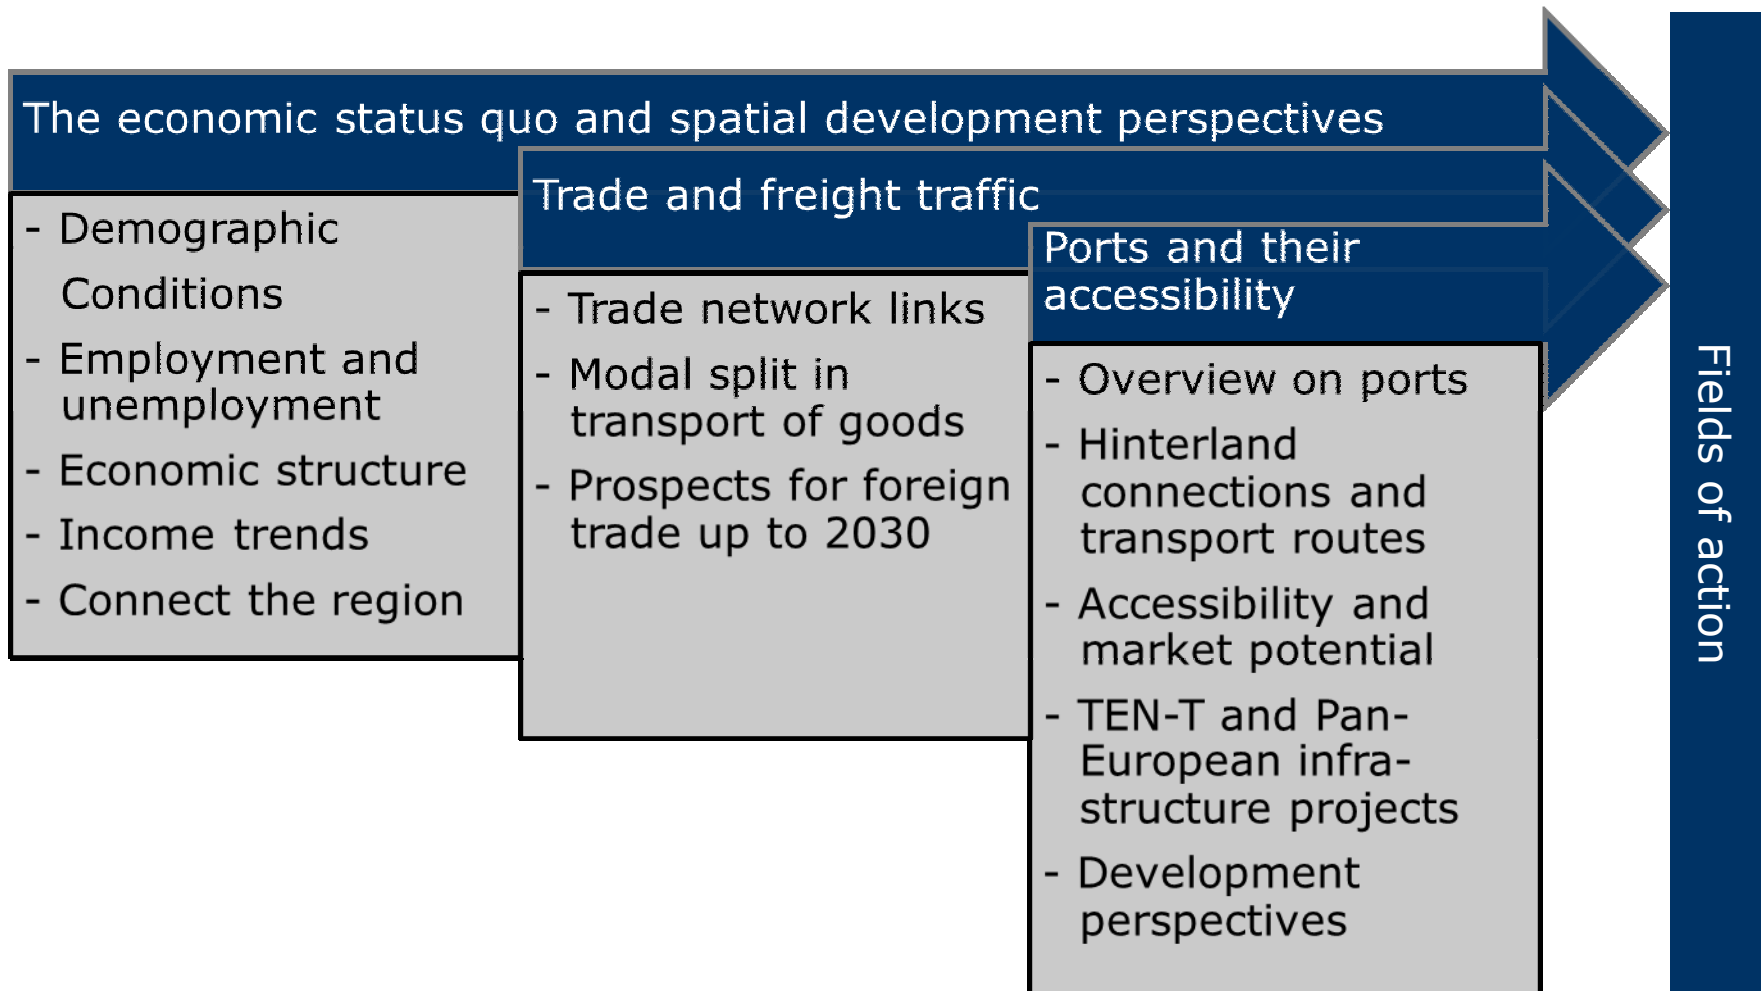 The economic status quo and spatial development perspectives
- Demographic
Conditions
- Employment and
unemployment
- Economic structure
- Income trends
- Connect the region
Trade and freight traffic
- Trade network links
- Modal split in
transport of goods
- Prospects for foreign
trade up to 2030
Ports and their
accessibility
- Overview on ports
- Hinterland
connections and
transport routes
- Accessibility and
market potential
- TEN-T and Pan-
European infra-
structure projects
- Development
perspectives
Fields of action